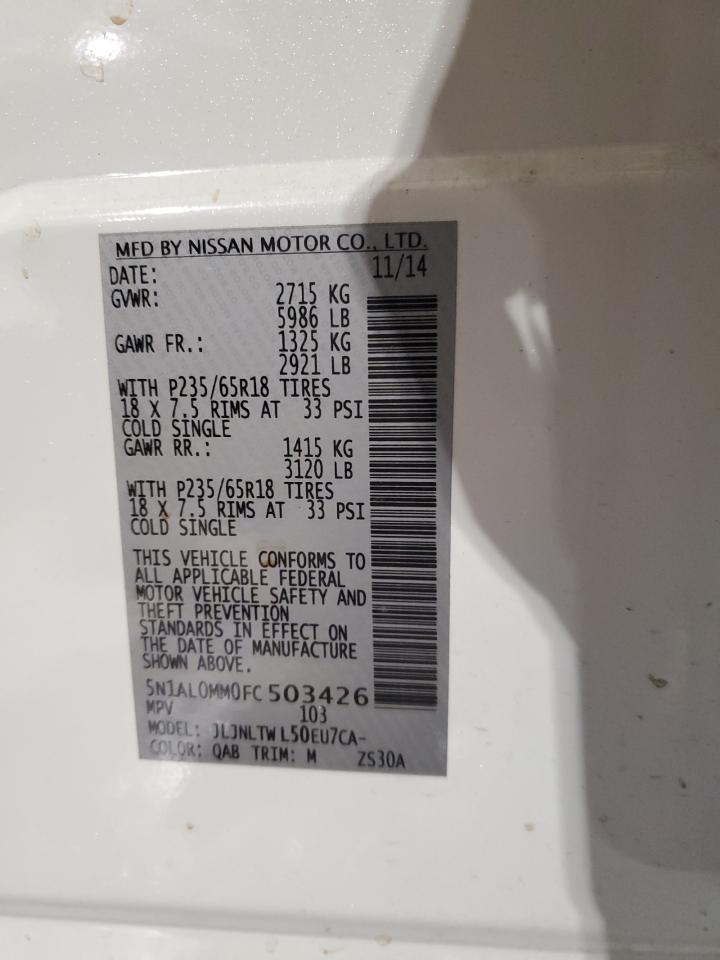 MFD BY NISSAN MOTOR CO., LTD.
DATE: 11/14
GVWR: 2715 KG
5986 LB
GAWR FR.: 1325 KG
2921 LB
WITH P235/65R18 TIRES
18 X 7.5 RIMS AT 33 PSI
COLD SINGLE
GAWR RR.: 1415 KG
3120 LB
WITH P235/65R18 TIRES
18 X 7.5 RIMS AT 33 PSI
COLD SINGLE
THIS VEHICLE CONFORMS TO
ALL APPLICABLE FEDERAL
MOTOR VEHICLE SAFETY AND
THEFT PREVENTION
STANDARDS IN EFFECT ON
THE DATE OF MANUFACTURE
SHOWN ABOVE.
5N1AL0MM0FC503426
MPV 103
MODEL: JLJNLTWL50EU7CA-
COLOR: QAB TRIM: M ZS30A